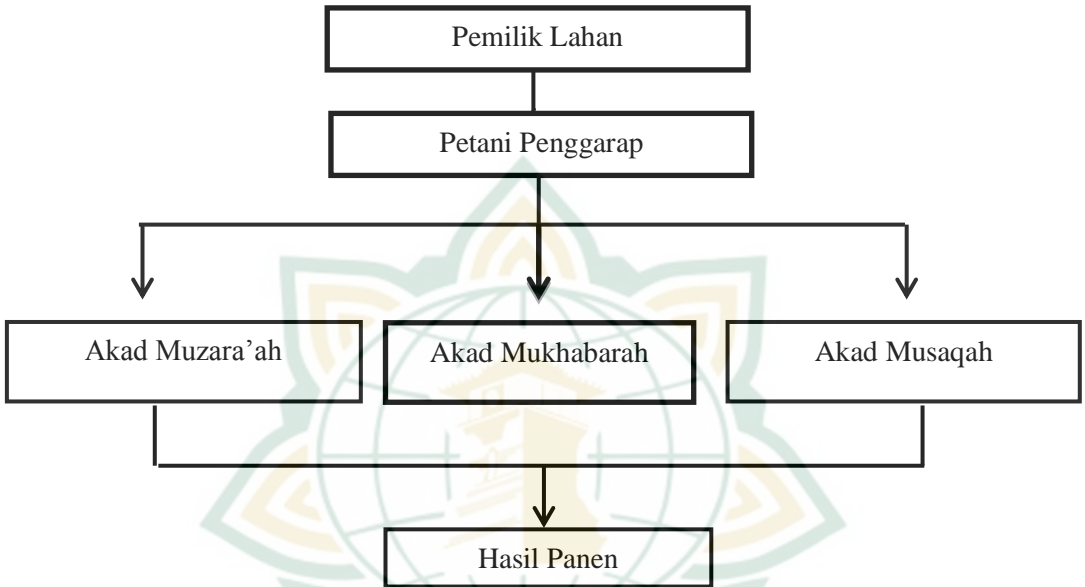 Pemilik Lahan
Petani Penggarap
Akad Muzara’ah
Akad Mukhabarah
Akad Musaqah
Hasil Panen